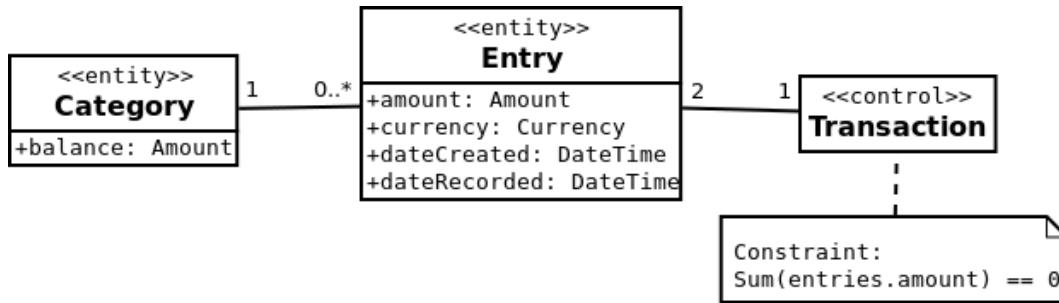 <<entity>>
Category
+balance: Amount
1
0..*
<<entity>>
Entry
+amount: Amount
+currency: Currency
+dateCreated: DateTime
+dateRecorded: DateTime
2
1
<<control>>
Transaction
Constraint:
Sum(entries.amount) == 0